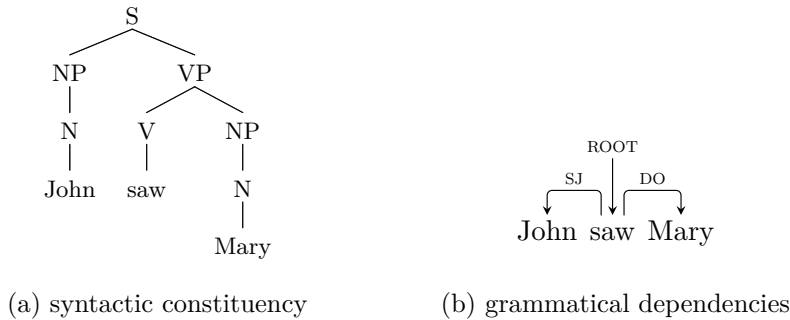 S
NP VP
N V NP
John saw N
Mary
(a) syntactic constituency
ROOT
SJ DO
John saw Mary
(b) grammatical dependencies